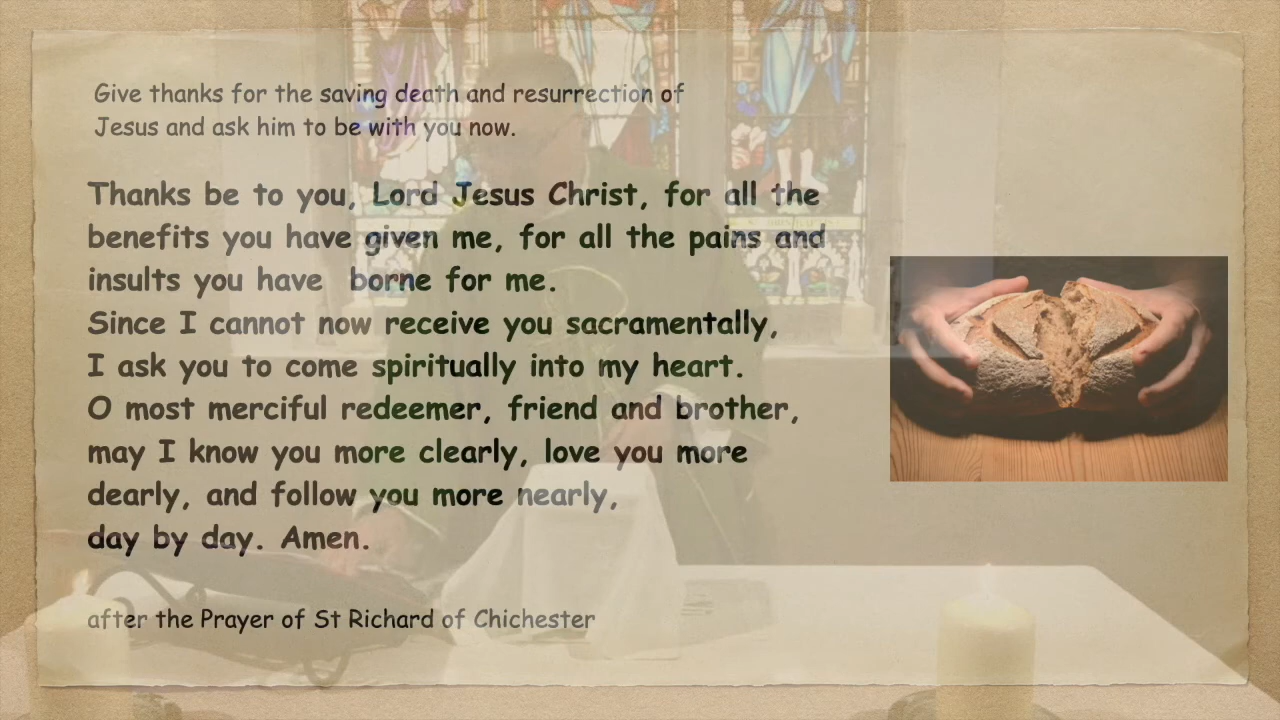 Give thanks for the saving death and resurrection of
Jesus and ask him to be with you now.
Thanks be to you, Lord Jesus Christ, for all the
benefits you have given me, for all the pains and
insults you have borne for me.
Since I cannot now receive you sacramentally,
I ask you to come spiritually into my heart.
O most merciful redeemer, friend and brother,
may I know you more clearly, love you more
dearly, and follow you more nearly,
day by day. Amen.
after the Prayer of St Richard of Chichester